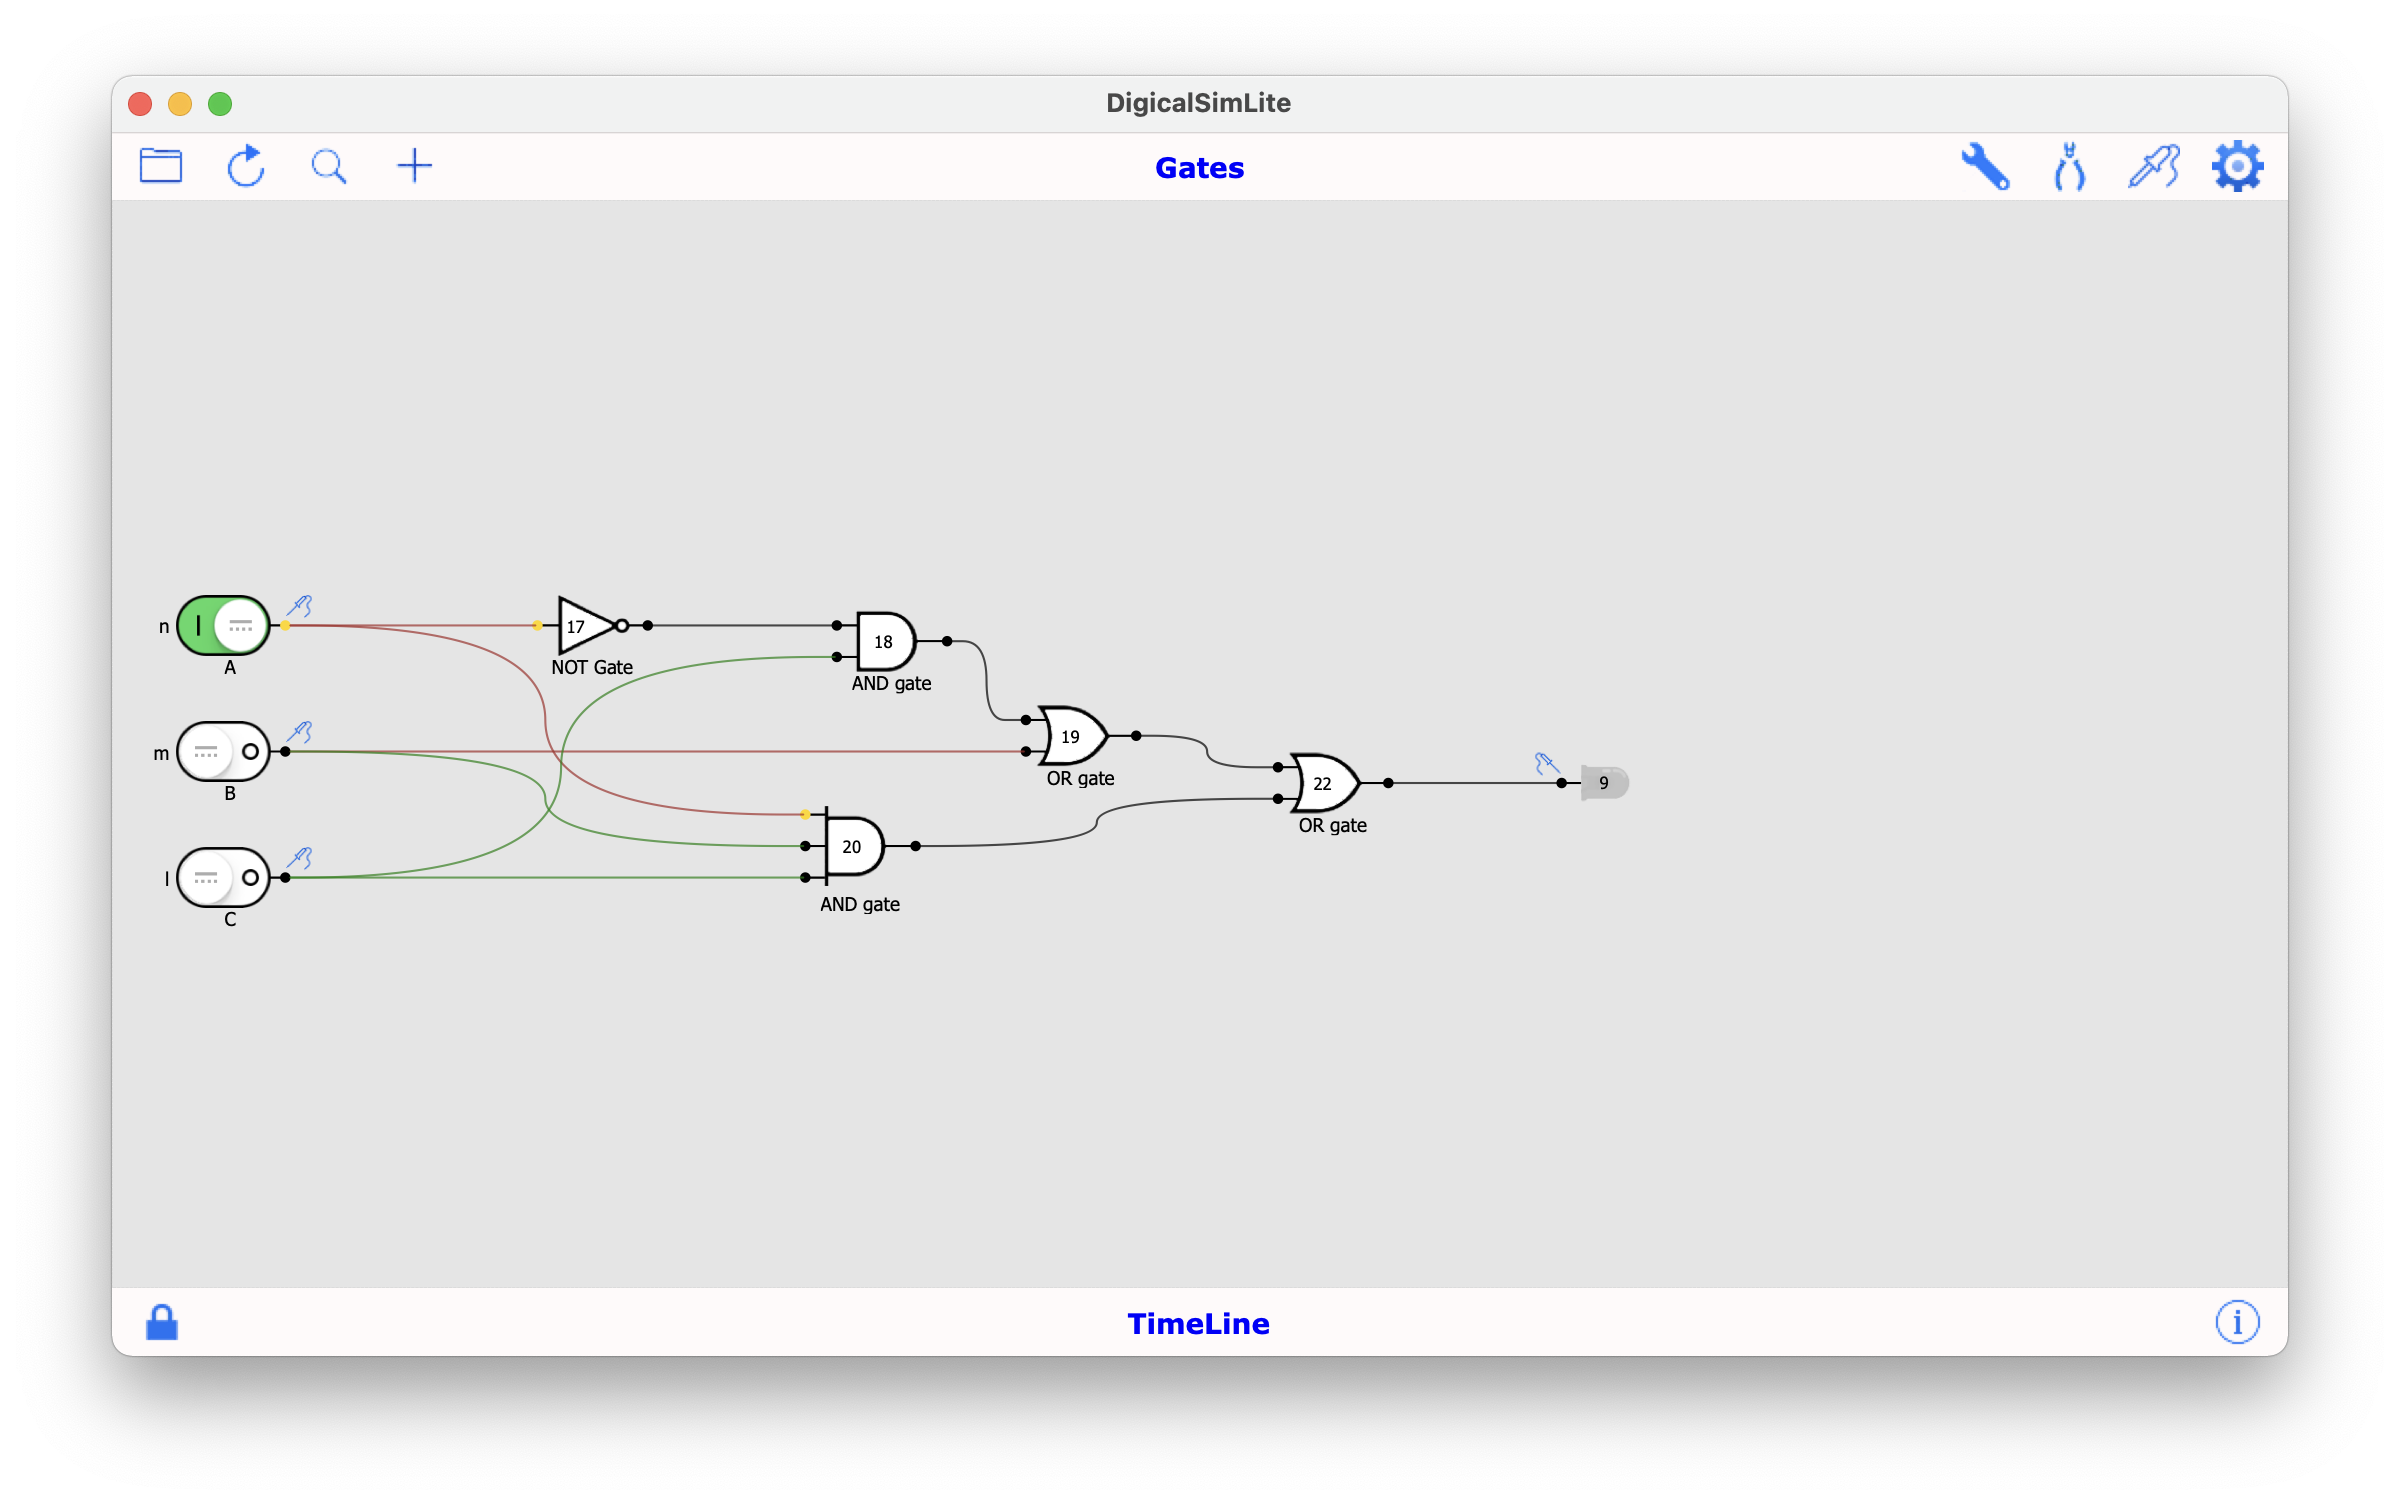 DigicalSimLite
Gates
n
A
17
NOT Gate
18
AND gate
m
B
19
OR gate
22
OR gate
9
l
C
20
AND gate
TimeLine
i